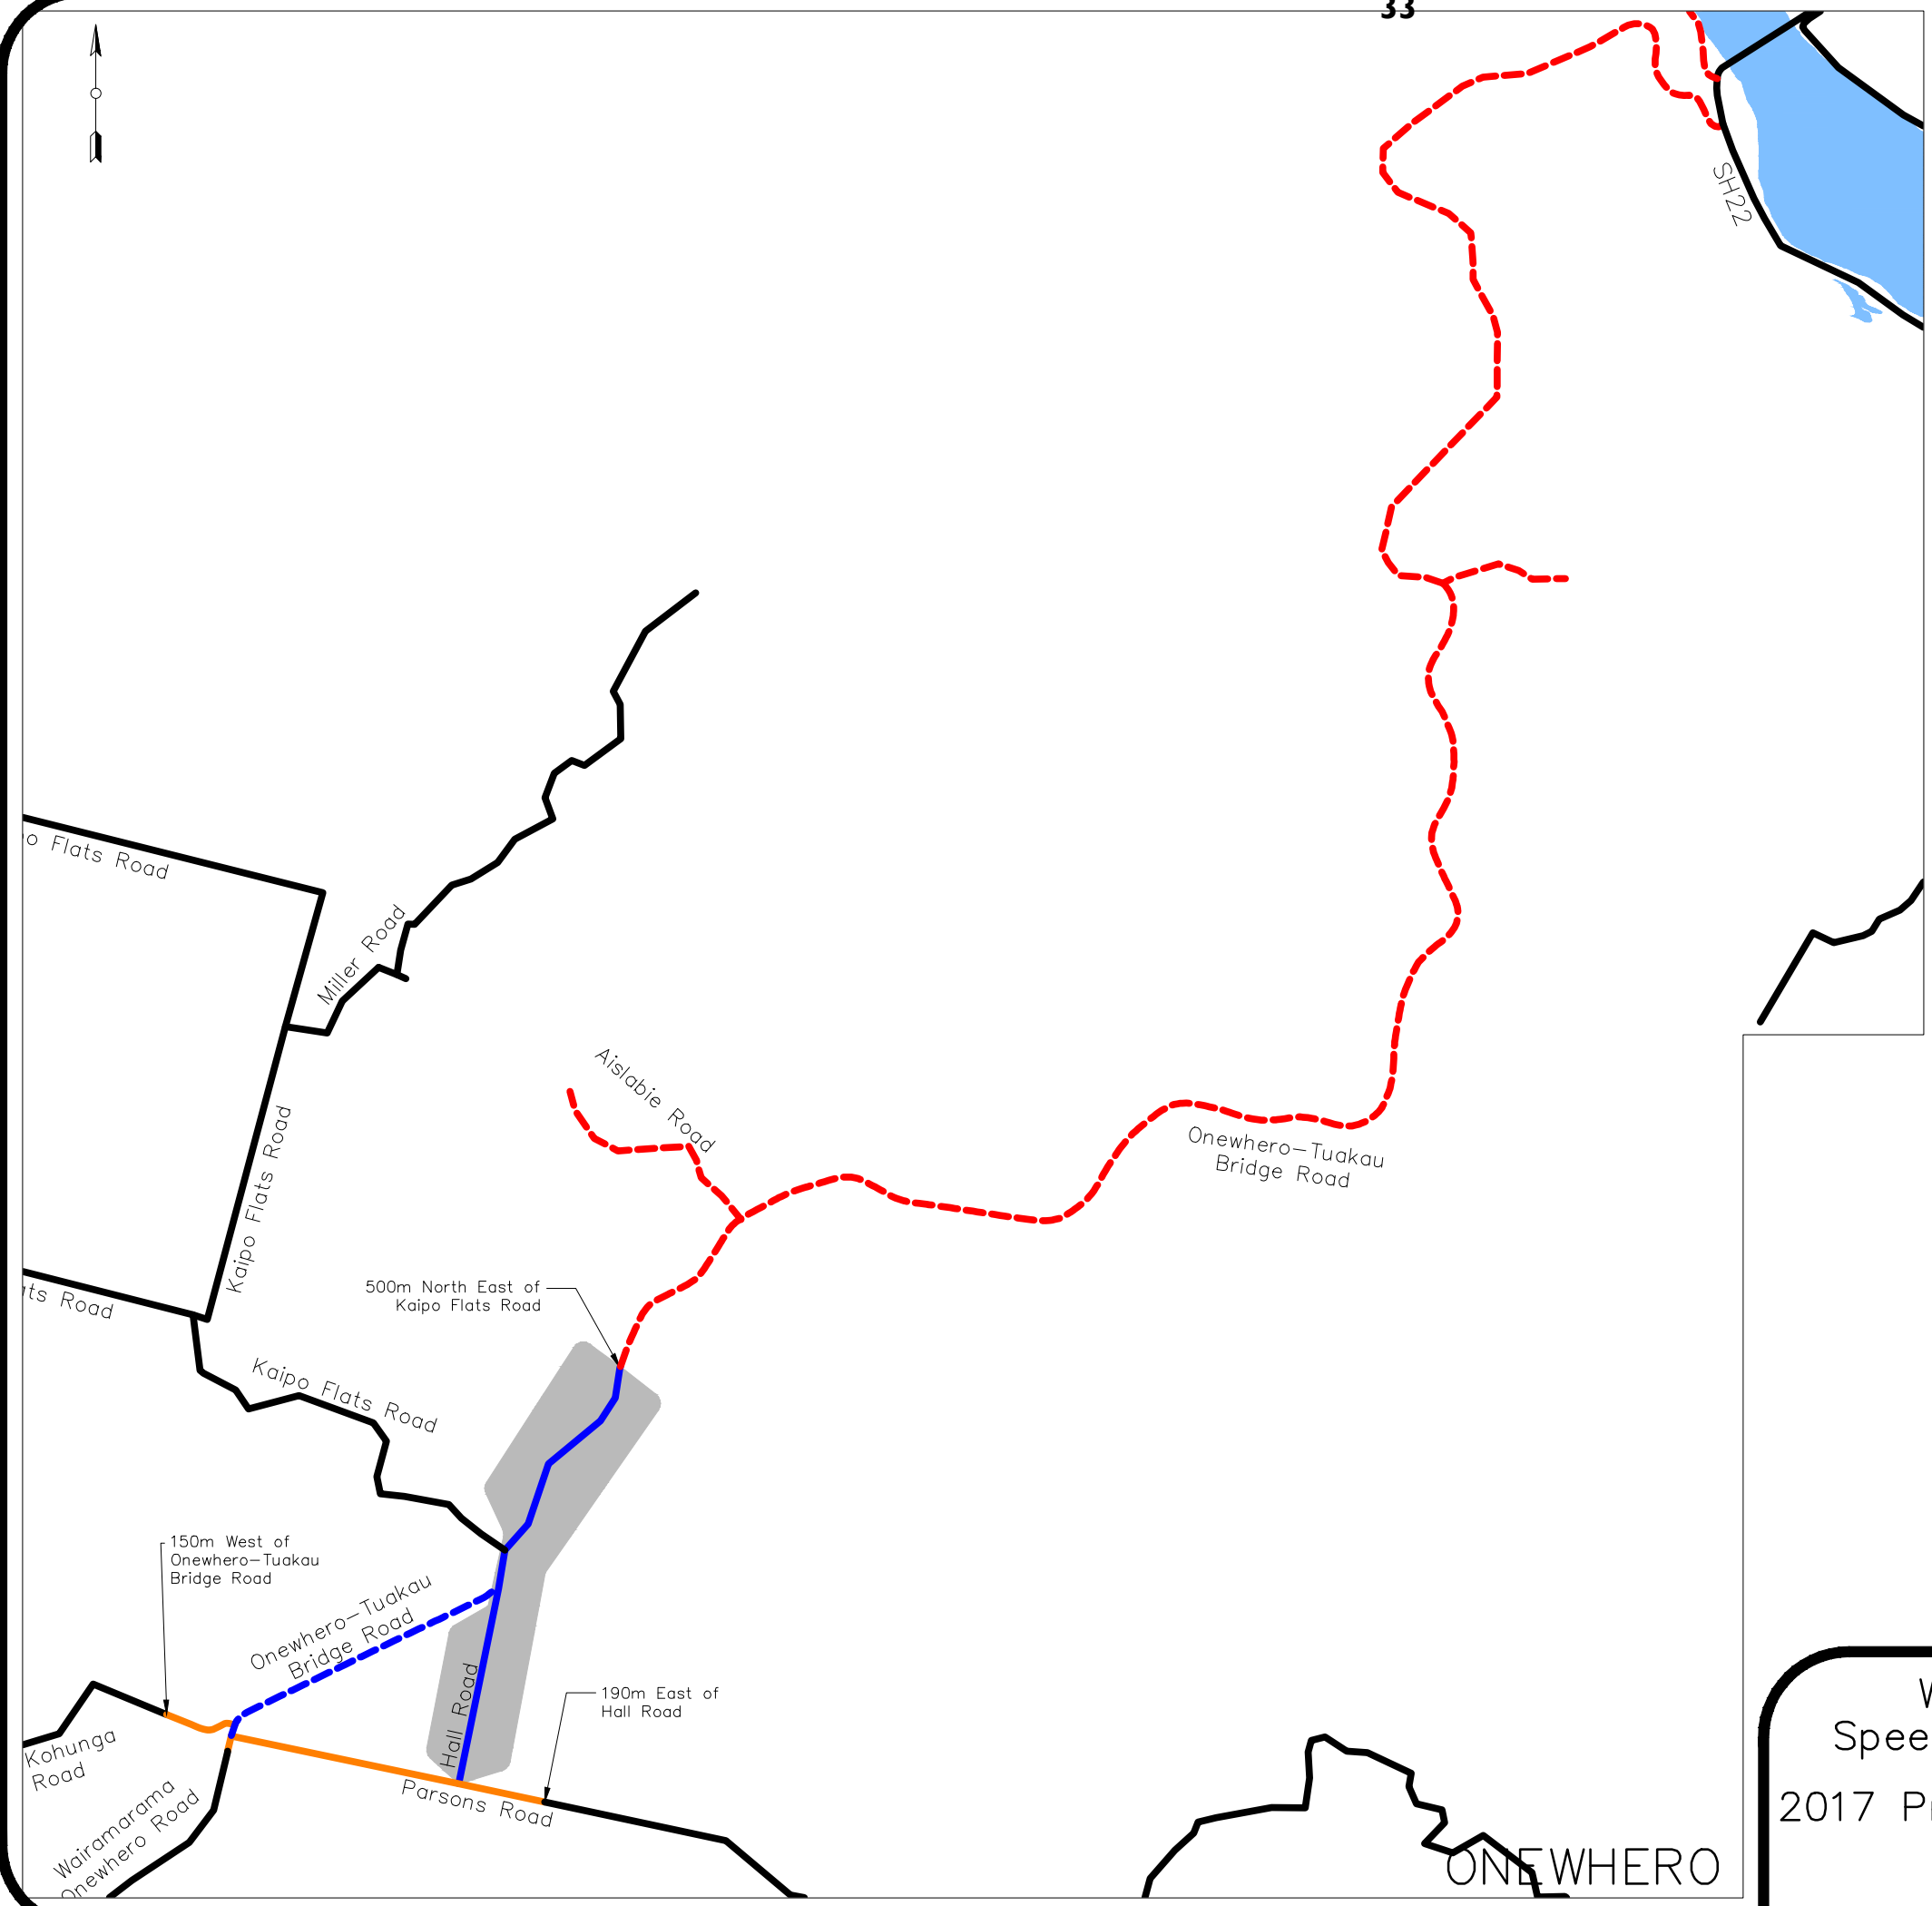 33
SH22
Flats Road
Miller Road
Aislabie Road
Kaipo Flats Road
Onewhero-Tuakau
Bridge Road
500m North East of
Kaipo Flats Road
Road
Kaipo Flats Road
150m West of
Onewhero-Tuakau
Bridge Road
Onewhero-Tuakau
Bridge Road
Hall Road
190m East of
Hall Road
Kohunga
Road
Parsons Road
Wairamarama
Onewhero Road
ONEWHERO
W
Spee
2017 P